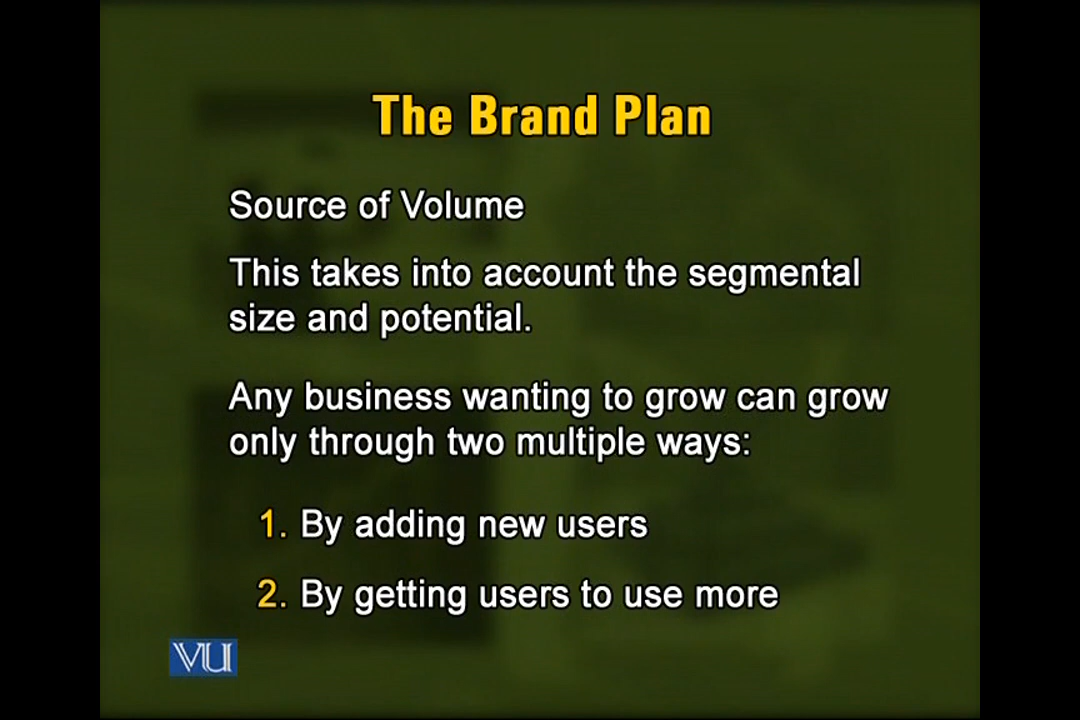 The Brand Plan
Source of Volume
This takes into account the segmental
size and potential.
Any business wanting to grow can grow
only through two multiple ways:
1. By adding new users
2. By getting users to use more
VU